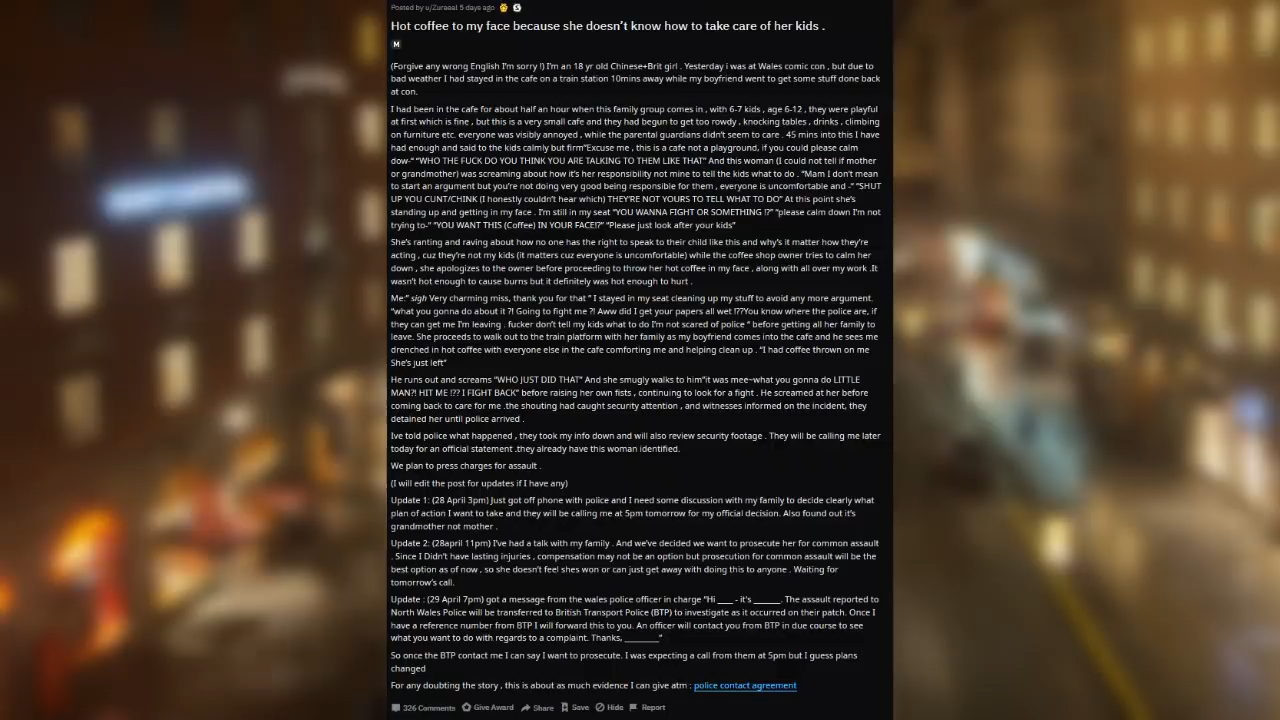 Posted by u/Zuraeal 5 days ago
Hot coffee to my face because she doesn't know how to take care of her kids .
M
(Forgive any wrong English I'm sorry !) I'm an 18 yr old Chinese+Brit girl . Yesterday i was at Wales comic con , but due to
bad weather I had stayed in the cafe on a train station 10mins away while my boyfriend went to get some stuff done back
at con.
I had been in the cafe for about half an hour when this family group comes in , with 6-7 kids , age 6-12 , they were playful
at first which is fine , but this is a very small cafe and they had begun to get too rowdy , knocking tables , drinks , climbing
on furniture etc. everyone was visibly annoyed , while the parental guardians didn't seem to care . 45 mins into this I have
had enough and said to the kids calmly but firm"Excuse me , this is a cafe not a playground, if you could please calm
dow-" "WHO THE FUCK DO YOU THINK YOU ARE TALKING TO THEM LIKE THAT" And this woman (I could not tell if mother
or grandmother) was screaming about how it's her responsibility not mine to tell the kids what to do . "Mam I don't mean
to start an argument but you're not doing very good being responsible for them , everyone is uncomfortable and -" "SHUT
UP YOU CUNT/CHINK (I honestly couldn't hear which) THEY'RE NOT YOURS TO TELL WHAT TO DO" At this point she's
standing up and getting in my face . I'm still in my seat "YOU WANNA FIGHT OR SOMETHING !?" "please calm down I'm not
trying to-" "YOU WANT THIS (Coffee) IN YOUR FACE!?" "Please just look after your kids"
She's ranting and raving about how no one has the right to speak to their child like this and why's it matter how they're
acting , cuz they're not my kids (it matters cuz everyone is uncomfortable) while the coffee shop owner tries to calm her
down , she apologizes to the owner before proceeding to throw her hot coffee in my face , along with all over my work .It
wasn't hot enough to cause burns but it definitely was hot enough to hurt .
Me:" sigh Very charming miss, thank you for that " I stayed in my seat cleaning up my stuff to avoid any more argument.
"what you gonna do about it ?! Going to fight me ?! Aww did I get your papers all wet !??You know where the police are, if
they can get me I'm leaving . fucker don't tell my kids what to do I'm not scared of police " before getting all her family to
leave. She proceeds to walk out to the train platform with her family as my boyfriend comes into the cafe and he sees me
drenched in hot coffee with everyone else in the cafe comforting me and helping clean up . "I had coffee thrown on me
She's just left"
He runs out and screams "WHO JUST DID THAT" And she smugly walks to him"it was mee~what you gonna do LITTLE
MAN?! HIT ME !?? I FIGHT BACK" before raising her own fists , continuing to look for a fight . He screamed at her before
coming back to care for me .the shouting had caught security attention , and witnesses informed on the incident, they
detained her until police arrived .
Ive told police what happened , they took my info down and will also review security footage . They will be calling me later
today for an official statement .they already have this woman identified.
We plan to press charges for assault .
(I will edit the post for updates if I have any)
Update 1: (28 April 3pm) Just got off phone with police and I need some discussion with my family to decide clearly what
plan of action I want to take and they will be calling me at 5pm tomorrow for my official decision. Also found out it's
grandmother not mother .
Update 2: (28april 11pm) I've had a talk with my family . And we've decided we want to prosecute her for common assault
. Since I Didn't have lasting injuries , compensation may not be an option but prosecution for common assault will be the
best option as of now , so she doesn't feel shes won or can just get away with doing this to anyone . Waiting for
tomorrow's call.
Update : (29 April 7pm) got a message from the wales police officer in charge "Hi ____ - it's _______. The assault reported to
North Wales Police will be transferred to British Transport Police (BTP) to investigate as it occurred on their patch. Once I
have a reference number from BTP I will forward this to you. An officer will contact you from BTP in due course to see
what you want to do with regards to a complaint. Thanks, _________"
So once the BTP contact me I can say I want to prosecute. I was expecting a call from them at 5pm but I guess plans
changed
For any doubting the story , this is about as much evidence I can give atm : police contact agreement
326 Comments Give Award Share Save Hide Report